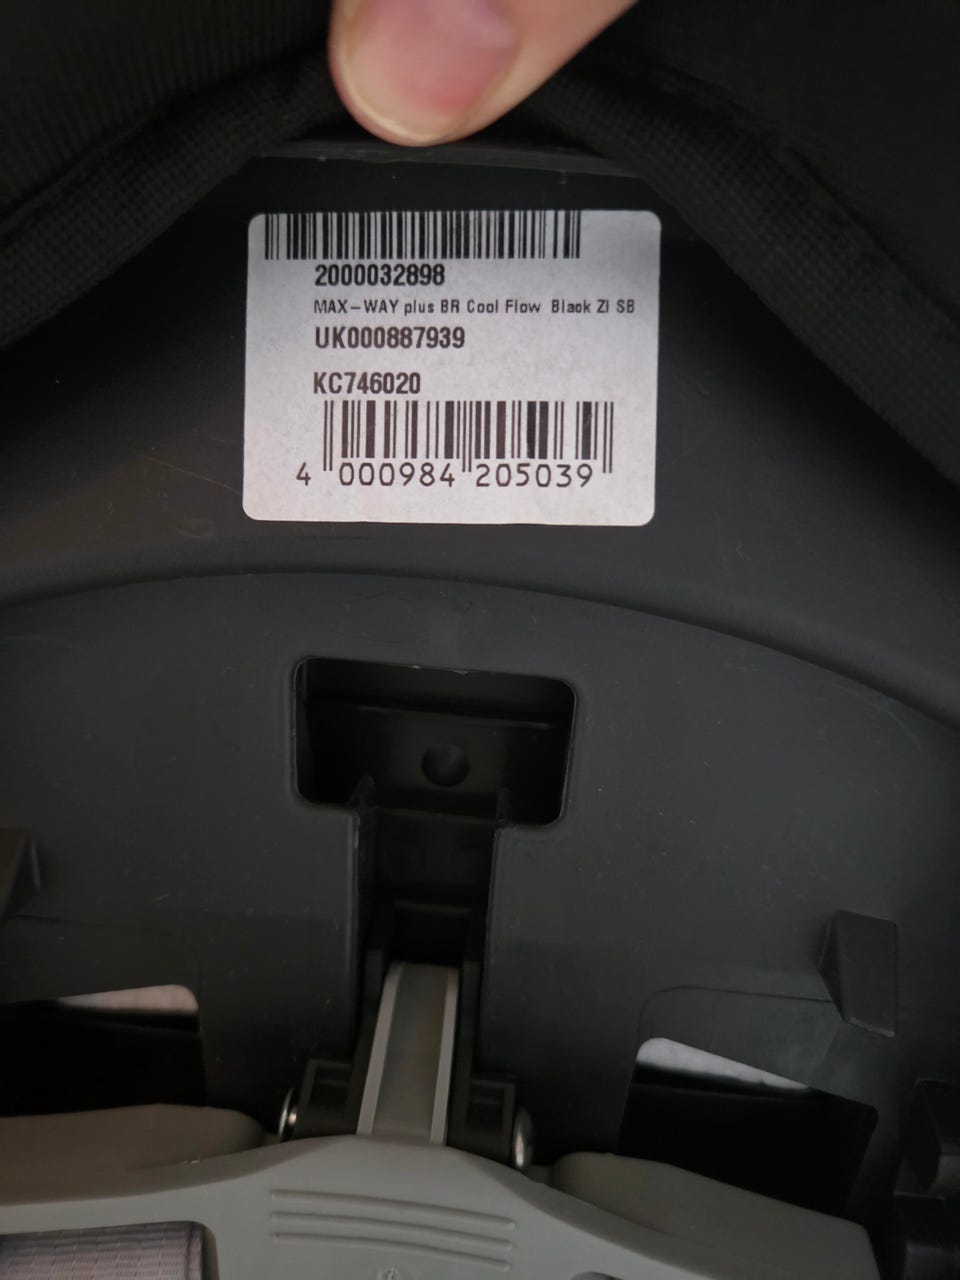 2000032898
MAX-WAY plus BR Cool Flow Black ZI SB
UK000887939
KC746020
4 000984 205039